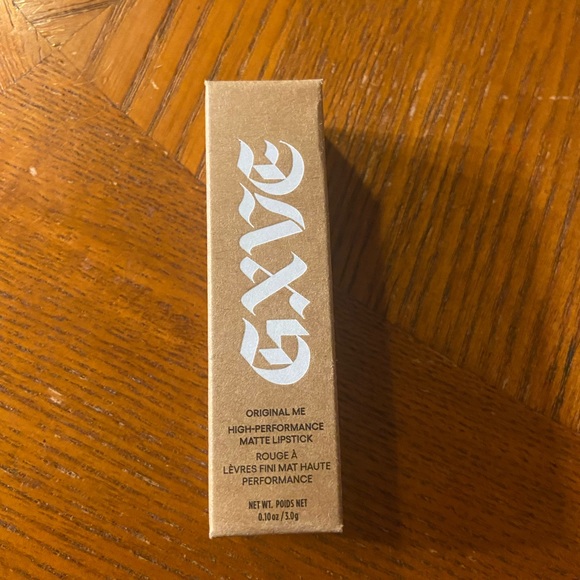 GXVE
ORIGINAL ME
HIGH-PERFORMANCE
MATTE LIPSTICK
ROUGE À
LÈVRES FINI MAT HAUTE
PERFORMANCE
NET WT. POIDS NET
0.10 oz / 3.0g